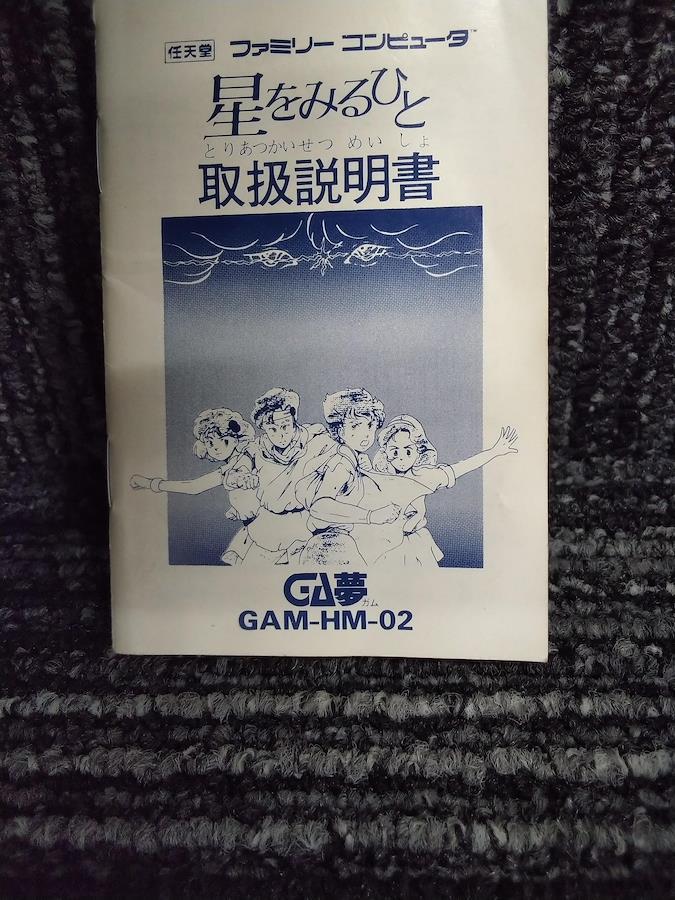 任天堂 ファミリーコンピュータ™
星をみるひと
とりあつかいせつ めい しょ
取扱説明書
GA夢
ガム
GAM-HM-02